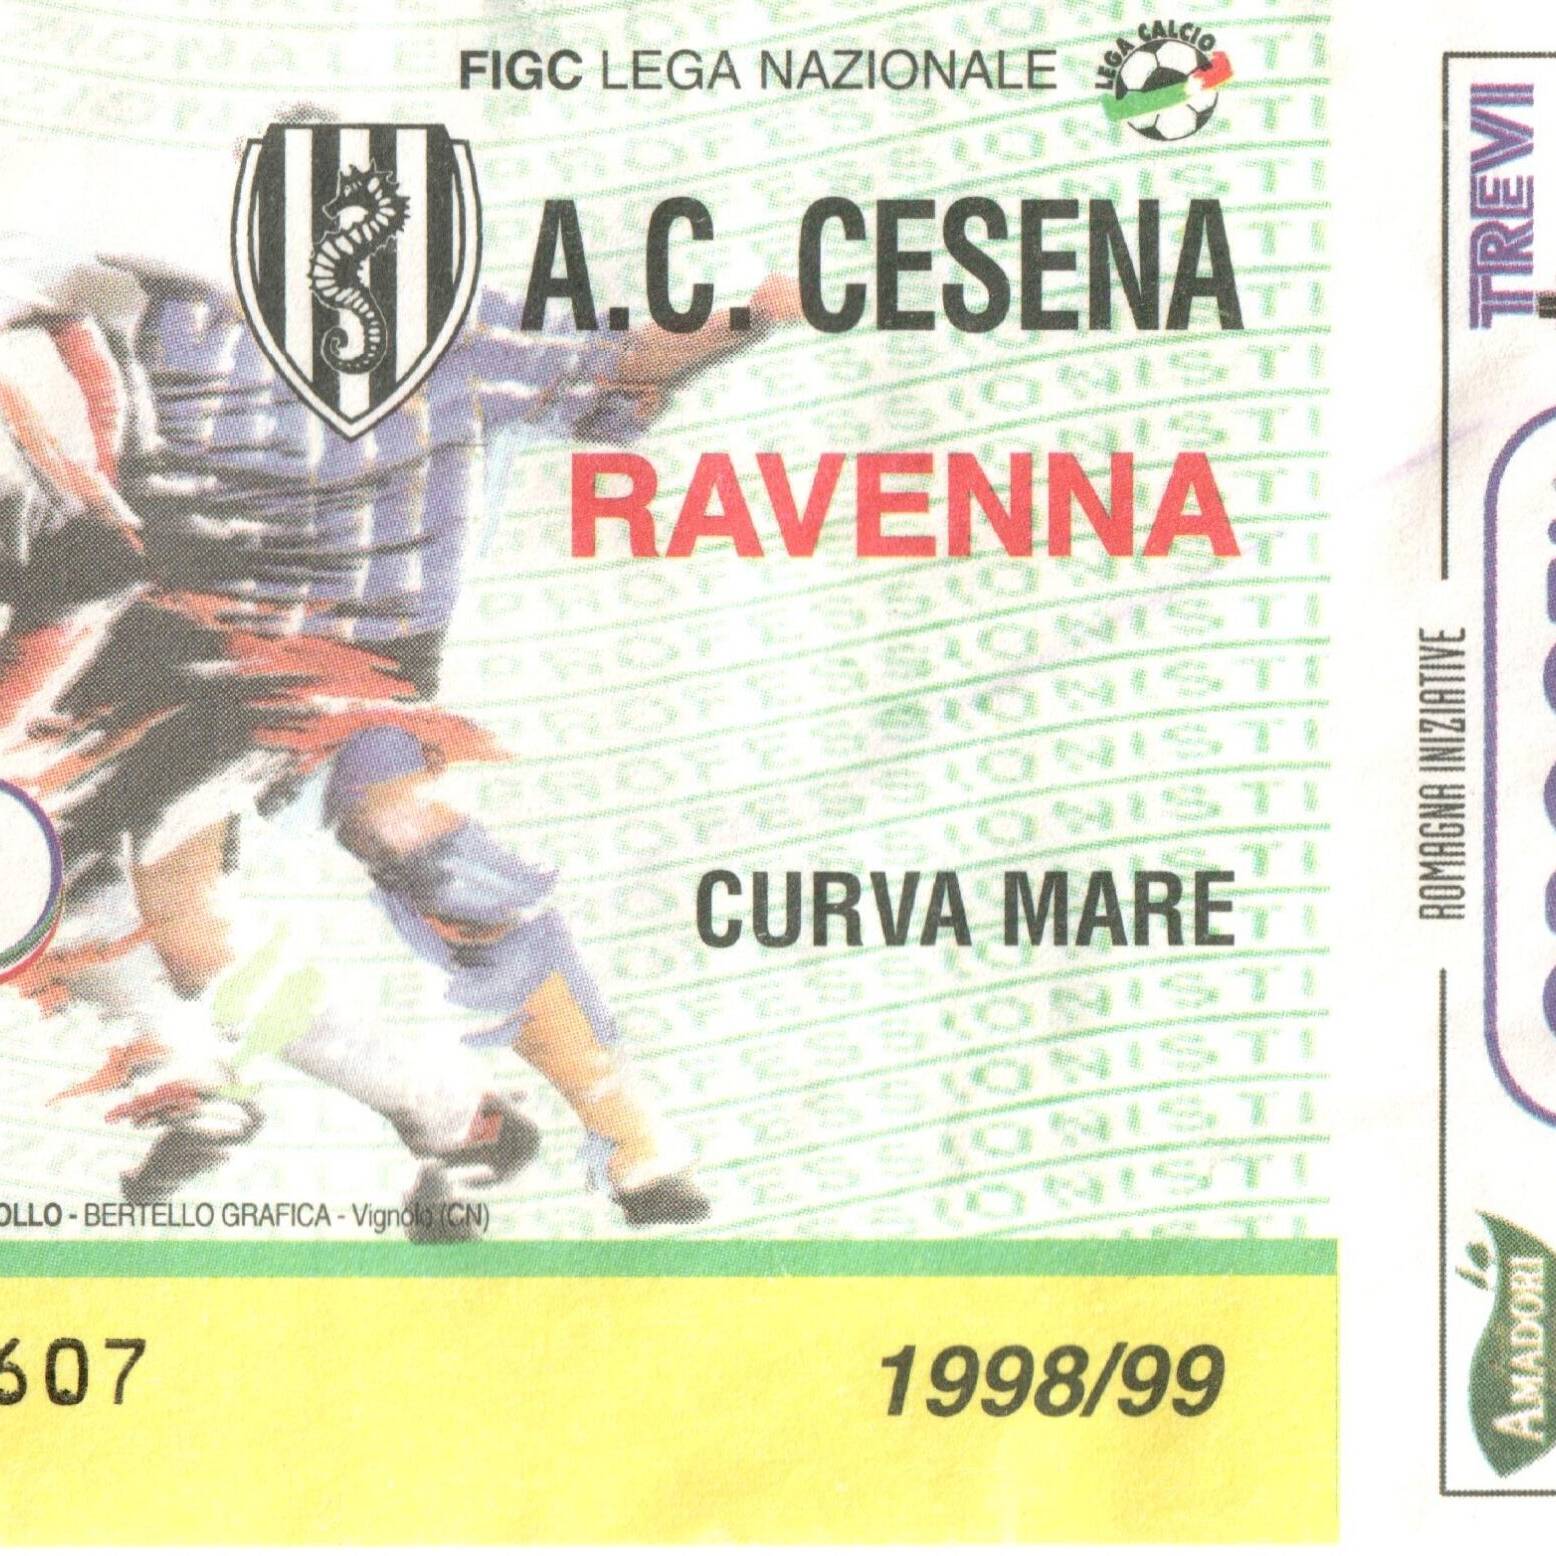 FIGC LEGA NAZIONALE
LEGA CALCIO
A.C. CESENA
RAVENNA
CURVA MARE
BERTELLO GRAFICA - Vignolo (CN)
607
1998/99
TREVI
ROMAGNA INIZIATIVE
AMADORI